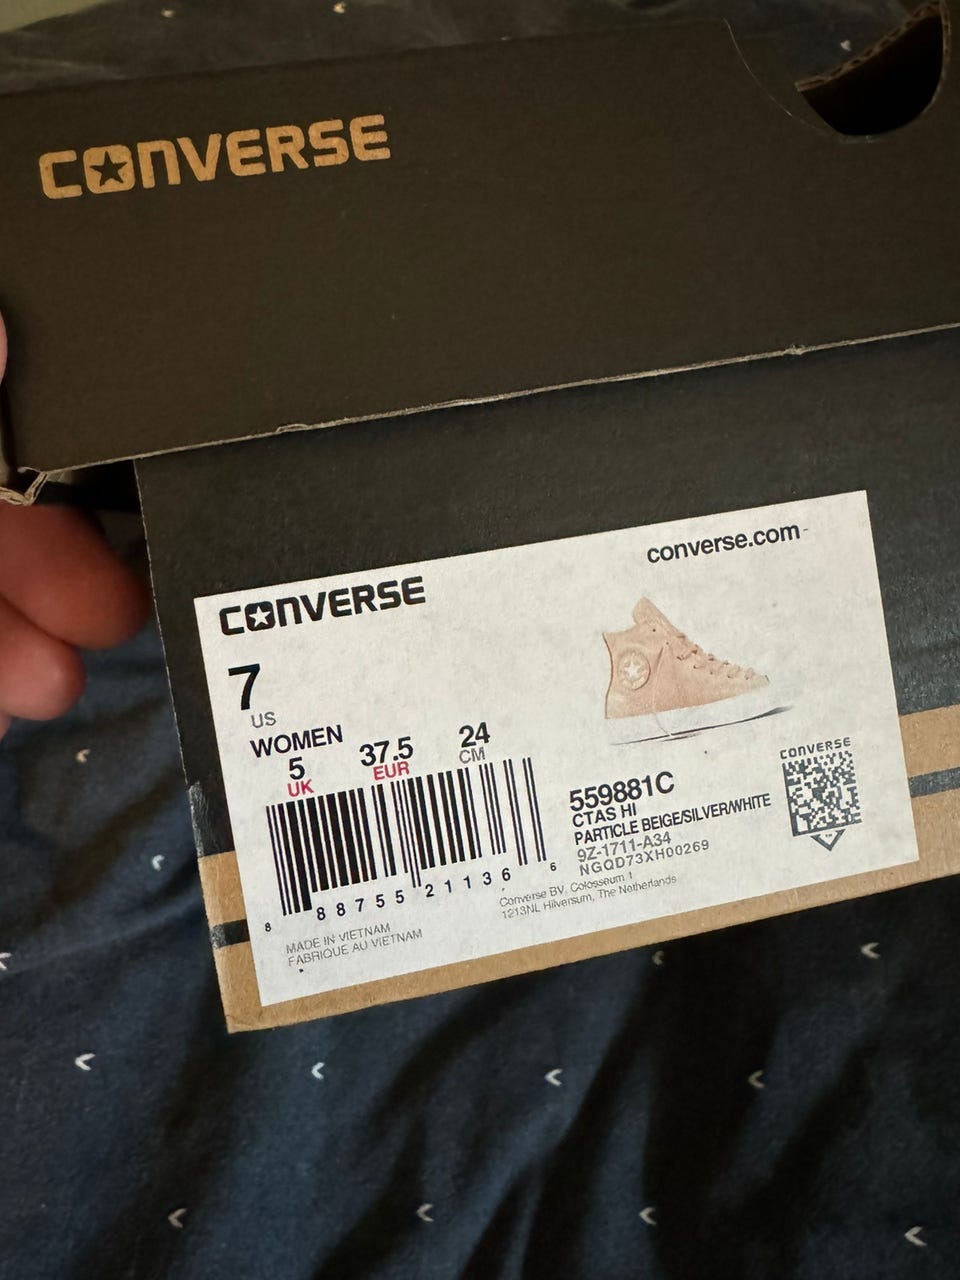 CONVERSE
converse.com
CONVERSE
7
US
WOMEN
5 37.5 24
UK EUR CM
8 88755 21136 6
MADE IN VIETNAM
FABRIQUE AU VIETNAM
559881C
CTAS HI
PARTICLE BEIGE/SILVER/WHITE
9Z-1711-A34
NGQD73XH00269
Converse BV, Colosseum 1
1213NL Hilversum, The Netherlands
CONVERSE